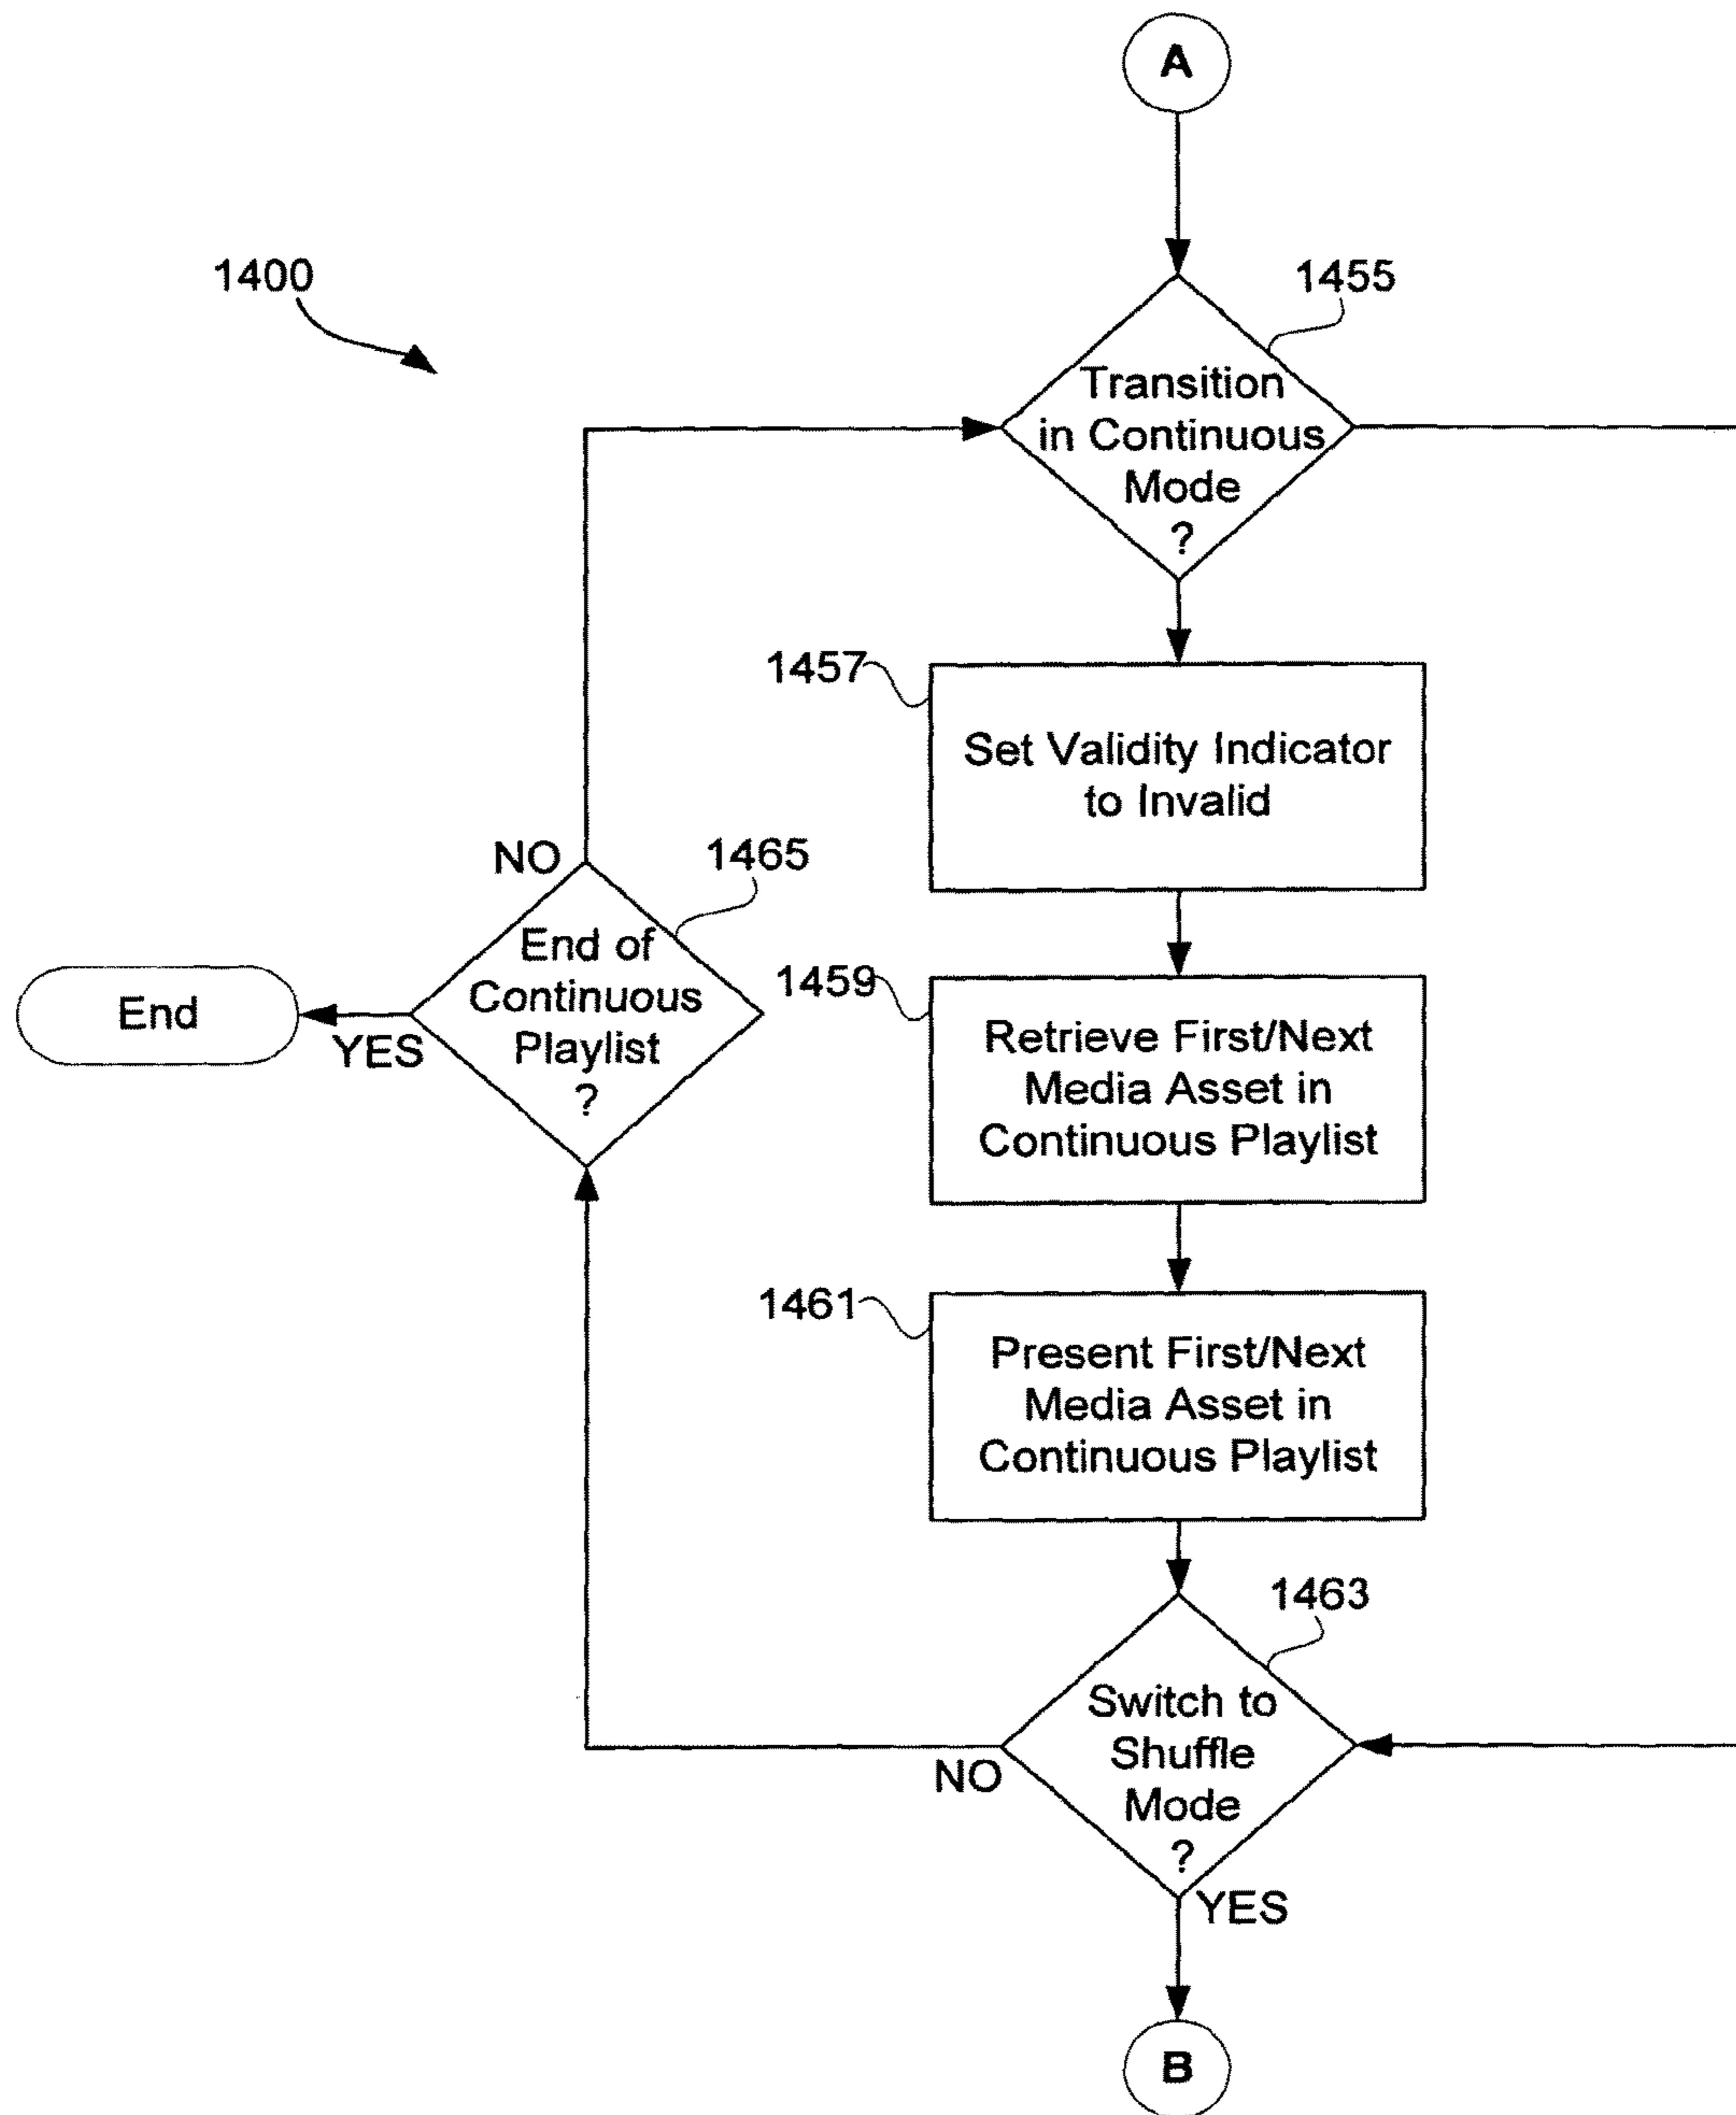 A
1400
1455
Transition
in Continuous
Mode
?
1457
Set Validity Indicator
to Invalid
NO
1465
End of
Continuous
Playlist
?
End
YES
1459
Retrieve First/Next
Media Asset in
Continuous Playlist
1461
Present First/Next
Media Asset in
Continuous Playlist
1463
Switch to
Shuffle
Mode
?
NO
YES
B